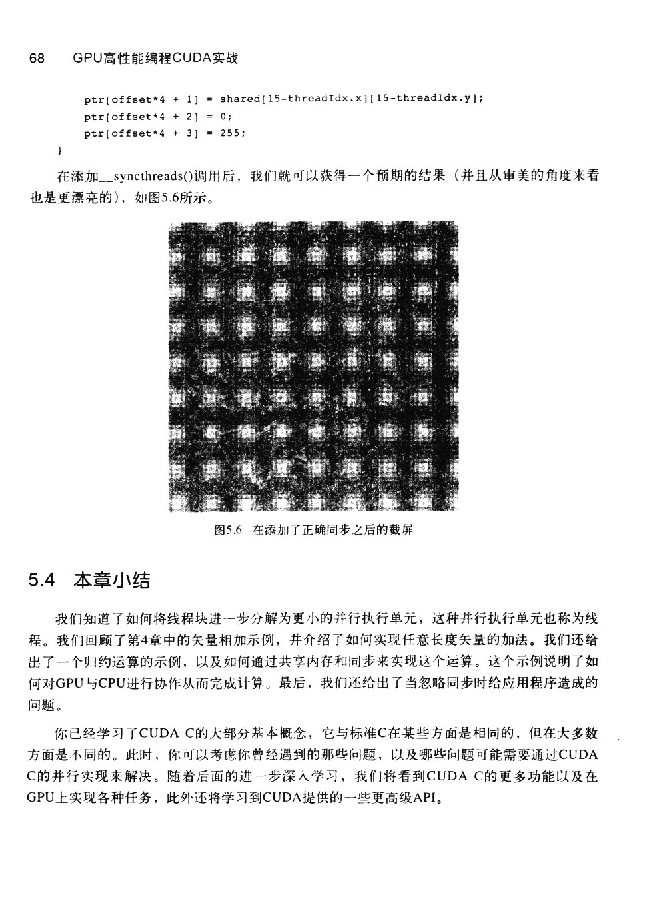 68 GPU高性能编程CUDA实战
ptr[offset*4 + 1] = shared[15-threadIdx.x][15-threadIdx.y];
ptr[offset*4 + 2] = 0;
ptr[offset*4 + 3] = 255;
}
在添加__syncthreads()调用后，我们就可以获得一个预期的结果（并且从审美的角度来看
也是更漂亮的），如图5.6所示。
图5.6 在添加了正确同步之后的截屏
5.4 本章小结
我们知道了如何将线程块进一步分解为更小的并行执行单元，这种并行执行单元也称为线
程。我们回顾了第4章中的矢量相加示例，并介绍了如何实现任意长度矢量的加法。我们还给
出了一个归约运算的示例，以及如何通过共享内存和同步来实现这个运算。这个示例说明了如
何对GPU与CPU进行协作从而完成计算。最后，我们还给出了当忽略同步时给应用程序造成的
问题。
你已经学习了CUDA C的大部分基本概念，它与标准C在某些方面是相同的，但在大多数
方面是不同的。此时，你可以考虑你曾经遇到的那些问题，以及哪些问题可能需要通过CUDA
C的并行实现来解决。随着后面的进一步深入学习，我们将看到CUDA C的更多功能以及在
GPU上实现各种任务，此外还将学习到CUDA提供的一些更高级API。